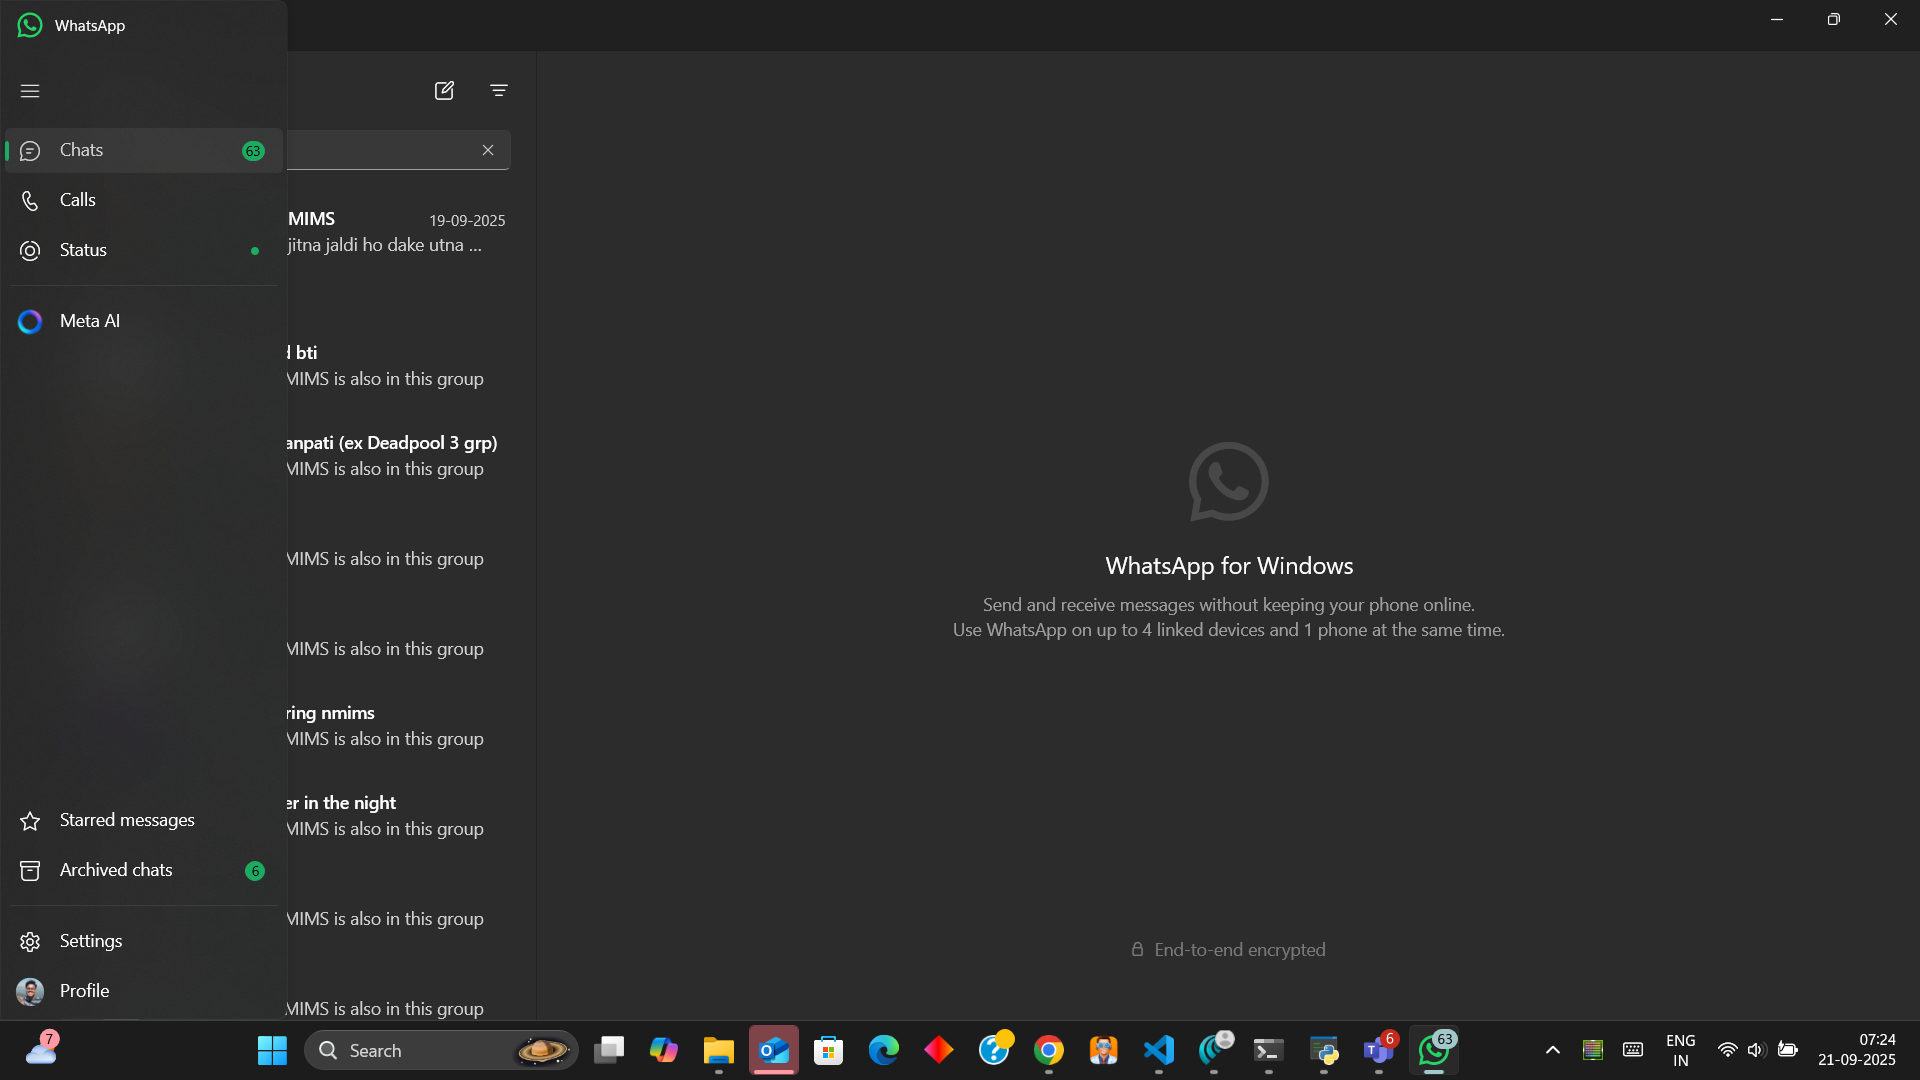 WhatsApp
Chats 63
Calls
Status
Meta AI
Starred messages
Archived chats 6
Settings
Profile
MIMS 19-09-2025
jitna jaldi ho dake utna ...
bti
MIMS is also in this group
anpati (ex Deadpool 3 grp)
MIMS is also in this group
MIMS is also in this group
MIMS is also in this group
ring nmims
MIMS is also in this group
er in the night
MIMS is also in this group
MIMS is also in this group
MIMS is also in this group
WhatsApp for Windows
Send and receive messages without keeping your phone online.
Use WhatsApp on up to 4 linked devices and 1 phone at the same time.
End-to-end encrypted
7
Search
6
63
ENG
IN
07:24
21-09-2025